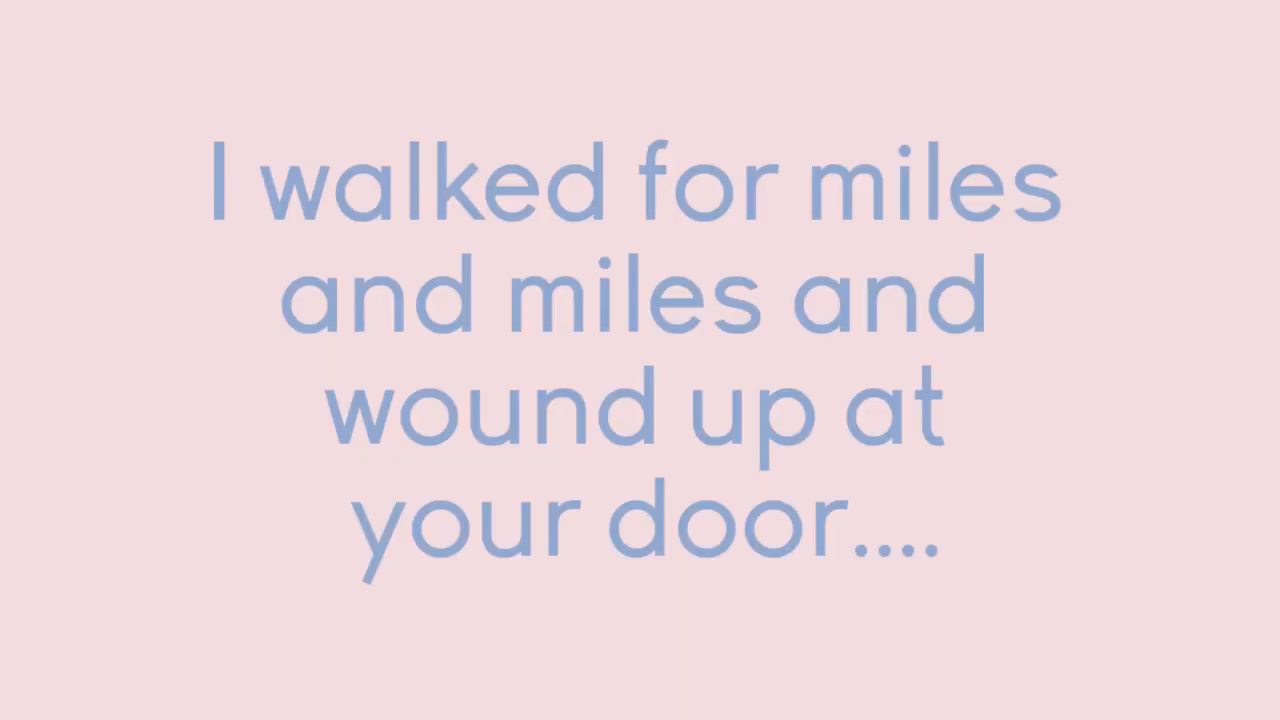 I walked for miles
and miles and
wound up at
your door....